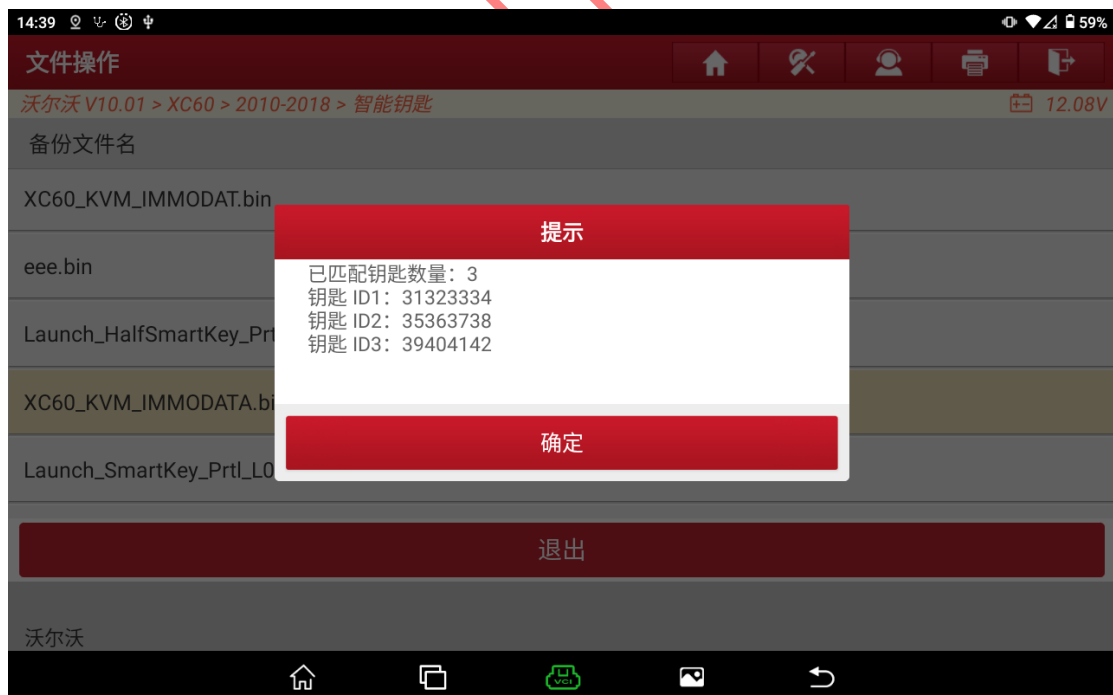 14:39
59%
文件操作
沃尔沃 V10.01 > XC60 > 2010-2018 > 智能钥匙
12.08V
备份文件名
XC60_KVM_IMMODAT.bin
提示
eee.bin
已匹配钥匙数量：3
钥匙 ID1：31323334
钥匙 ID2：35363738
钥匙 ID3：39404142
Launch_HalfSmartKey_Prt
XC60_KVM_IMMODATA.bi
确定
Launch_SmartKey_Prtl_L0
退出
沃尔沃
VCI